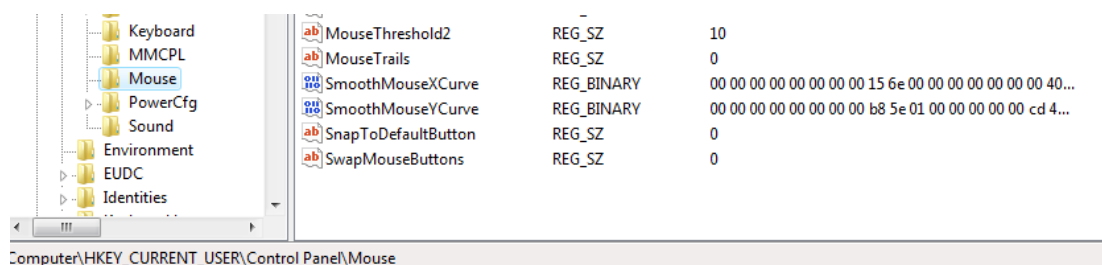 Keyboard
MMCPL
Mouse
PowerCfg
Sound
Environment
EUDC
Identities
MouseThreshold2 REG_SZ 10
MouseTrails REG_SZ 0
SmoothMouseXCurve REG_BINARY 00 00 00 00 00 00 00 00 15 6e 00 00 00 00 00 00 00 40...
SmoothMouseYCurve REG_BINARY 00 00 00 00 00 00 00 00 b8 5e 01 00 00 00 00 00 cd 4...
SnapToDefaultButton REG_SZ 0
SwapMouseButtons REG_SZ 0
Computer\HKEY_CURRENT_USER\Control Panel\Mouse